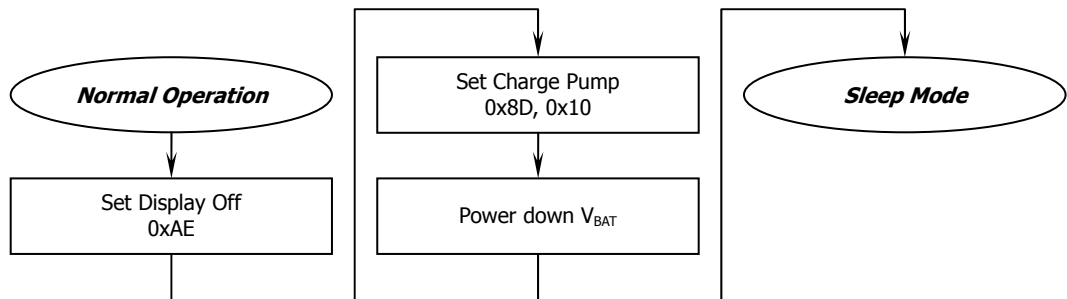 Normal Operation
Set Display Off
0xAE
Set Charge Pump
0x8D, 0x10
Power down VBAT
Sleep Mode